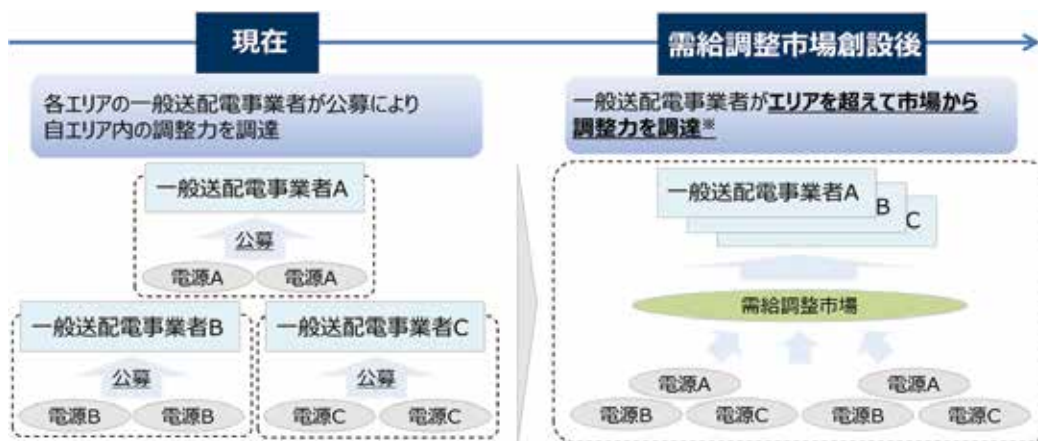 現在
各エリアの一般送配電事業者が公募により
自エリア内の調整力を調達
一般送配電事業者A
公募
電源A
電源A
一般送配電事業者B
公募
電源B
電源B
一般送配電事業者C
公募
電源C
電源C
需給調整市場創設後
一般送配電事業者がエリアを超えて市場から
調整力を調達※
一般送配電事業者A
B
C
需給調整市場
電源A
電源A
電源B
電源C
電源B
電源C